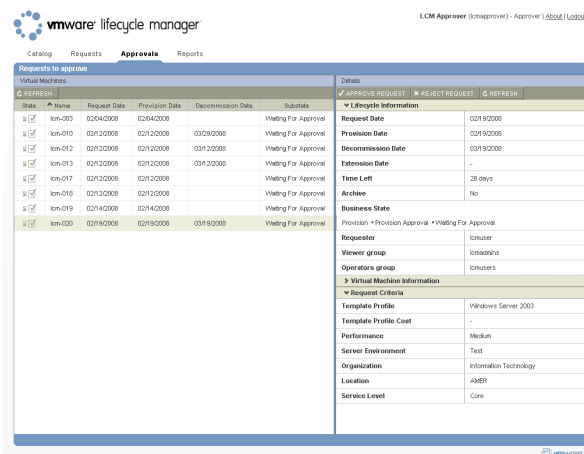 vmware lifecycle manager
LCM Approver (lcmapprover) - Approver | About | Logou
Catalog Requests Approvals Reports
Requests to approve
Virtual Machines
REFRESH
State Name Request Date Provision Date Decommission Date Substate
lcm-003 02/04/2008 02/04/2008 Waiting For Approval
lcm-010 02/12/2008 02/12/2008 03/29/2008 Waiting For Approval
lcm-012 02/12/2008 02/12/2008 03/12/2008 Waiting For Approval
lcm-013 02/12/2008 02/12/2008 03/12/2008 Waiting For Approval
lcm-017 02/12/2008 02/12/2008 Waiting For Approval
lcm-018 02/12/2008 02/12/2008 Waiting For Approval
lcm-019 02/14/2008 02/14/2008 Waiting For Approval
lcm-020 02/19/2008 02/19/2008 03/19/2008 Waiting For Approval
Details
APPROVE REQUEST REJECT REQUEST REFRESH
Lifecycle Information
Request Date 02/19/2008
Provision Date 02/19/2008
Decommission Date 03/19/2008
Extension Date -
Time Left 28 days
Archive No
Business State
Provision • Provision Approval • Waiting For Approval
Requester lcmuser
Viewer group lcmadmins
Operators group lcmusers
Virtual Machine Information
Request Criteria
Template Profile Windows Server 2003
Template Profile Cost -
Performance Medium
Server Environment Test
Organization Information Technology
Location AMER
Service Level Core